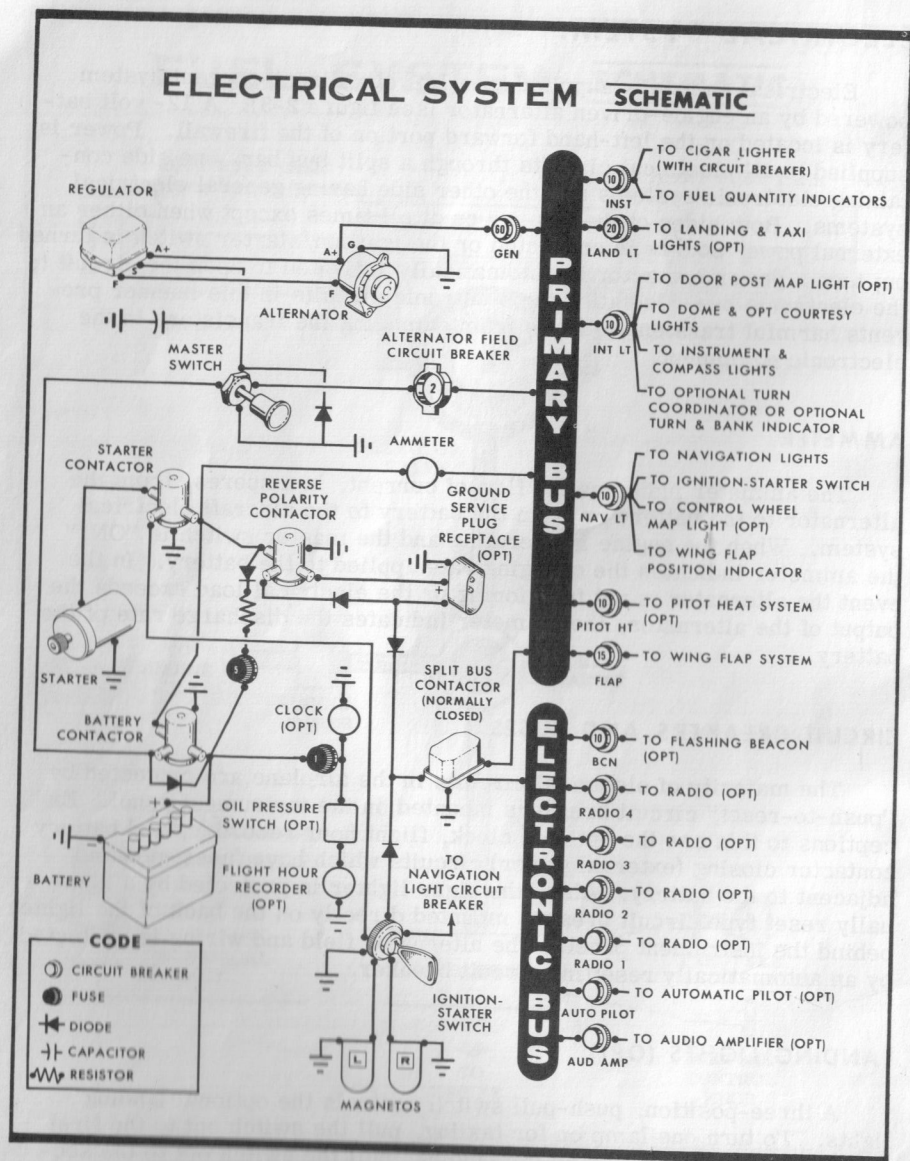 ELECTRICAL SYSTEM SCHEMATIC
REGULATOR
A+
S
A+
G
F
ALTERNATOR
60
GEN
MASTER
SWITCH
ALTERNATOR FIELD
CIRCUIT BREAKER
2
AMMETER
STARTER
CONTACTOR
REVERSE
POLARITY
CONTACTOR
GROUND
SERVICE
PLUG
RECEPTACLE
(OPT)
STARTER
5
BATTERY
CONTACTOR
CLOCK
(OPT)
SPLIT BUS
CONTACTOR
(NORMALLY
CLOSED)
OIL PRESSURE
SWITCH (OPT)
BATTERY
FLIGHT HOUR
RECORDER
(OPT)
TO
NAVIGATION
LIGHT CIRCUIT
BREAKER
IGNITION-
STARTER
SWITCH
L
R
MAGNETOS
CODE
CIRCUIT BREAKER
FUSE
DIODE
CAPACITOR
RESISTOR
PRIMARY BUS
10
INST
TO CIGAR LIGHTER
(WITH CIRCUIT BREAKER)
TO FUEL QUANTITY INDICATORS
20
LAND LT
TO LANDING & TAXI
LIGHTS (OPT)
10
INT LT
TO DOOR POST MAP LIGHT (OPT)
TO DOME & OPT COURTESY
LIGHTS
TO INSTRUMENT &
COMPASS LIGHTS
TO OPTIONAL TURN
COORDINATOR OR OPTIONAL
TURN & BANK INDICATOR
10
NAV LT
TO NAVIGATION LIGHTS
TO IGNITION-STARTER SWITCH
TO CONTROL WHEEL
MAP LIGHT (OPT)
TO WING FLAP
POSITION INDICATOR
10
PITOT HT
TO PITOT HEAT SYSTEM
(OPT)
15
FLAP
TO WING FLAP SYSTEM
ELECTRONIC BUS
10
BCN
TO FLASHING BEACON
(OPT)
RADIO 4
TO RADIO (OPT)
RADIO 3
TO RADIO (OPT)
RADIO 2
TO RADIO (OPT)
RADIO 1
TO RADIO (OPT)
AUTO PILOT
TO AUTOMATIC PILOT (OPT)
AUD AMP
TO AUDIO AMPLIFIER (OPT)